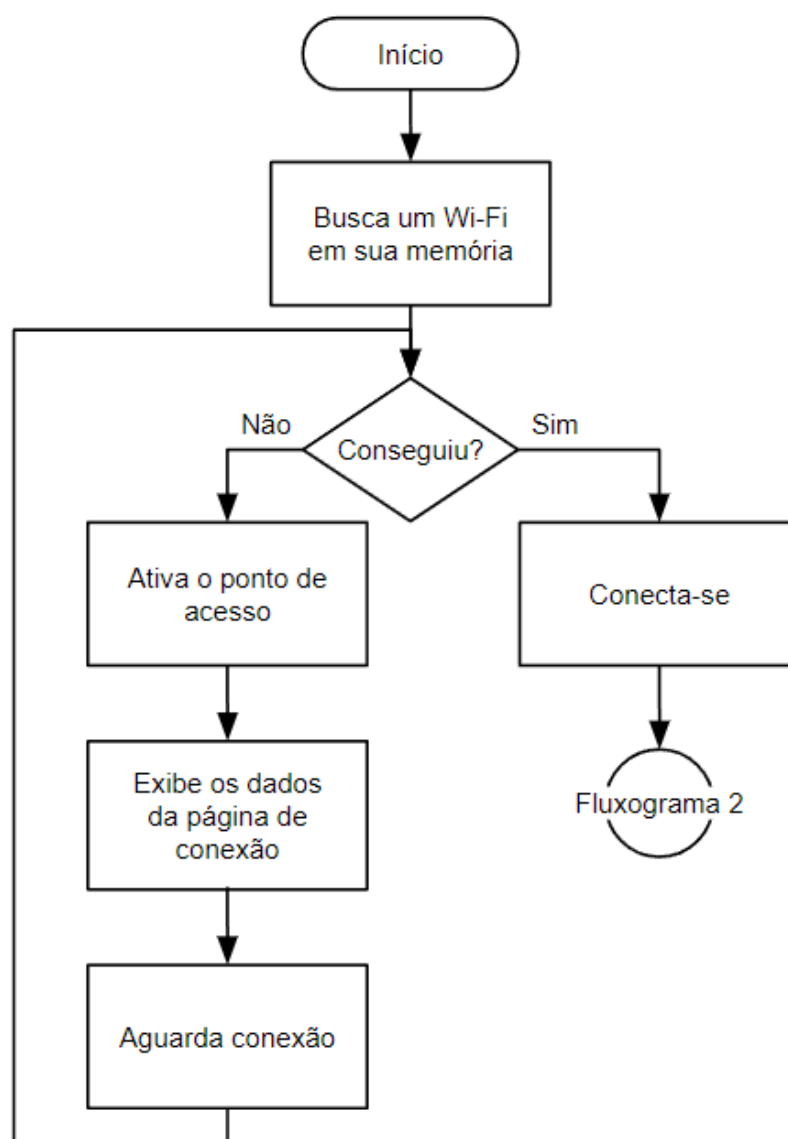 Início
Busca um Wi-Fi
em sua memória
Não
Conseguiu?
Sim
Ativa o ponto de
acesso
Conecta-se
Exibe os dados
da página de
conexão
Fluxograma 2
Aguarda conexão